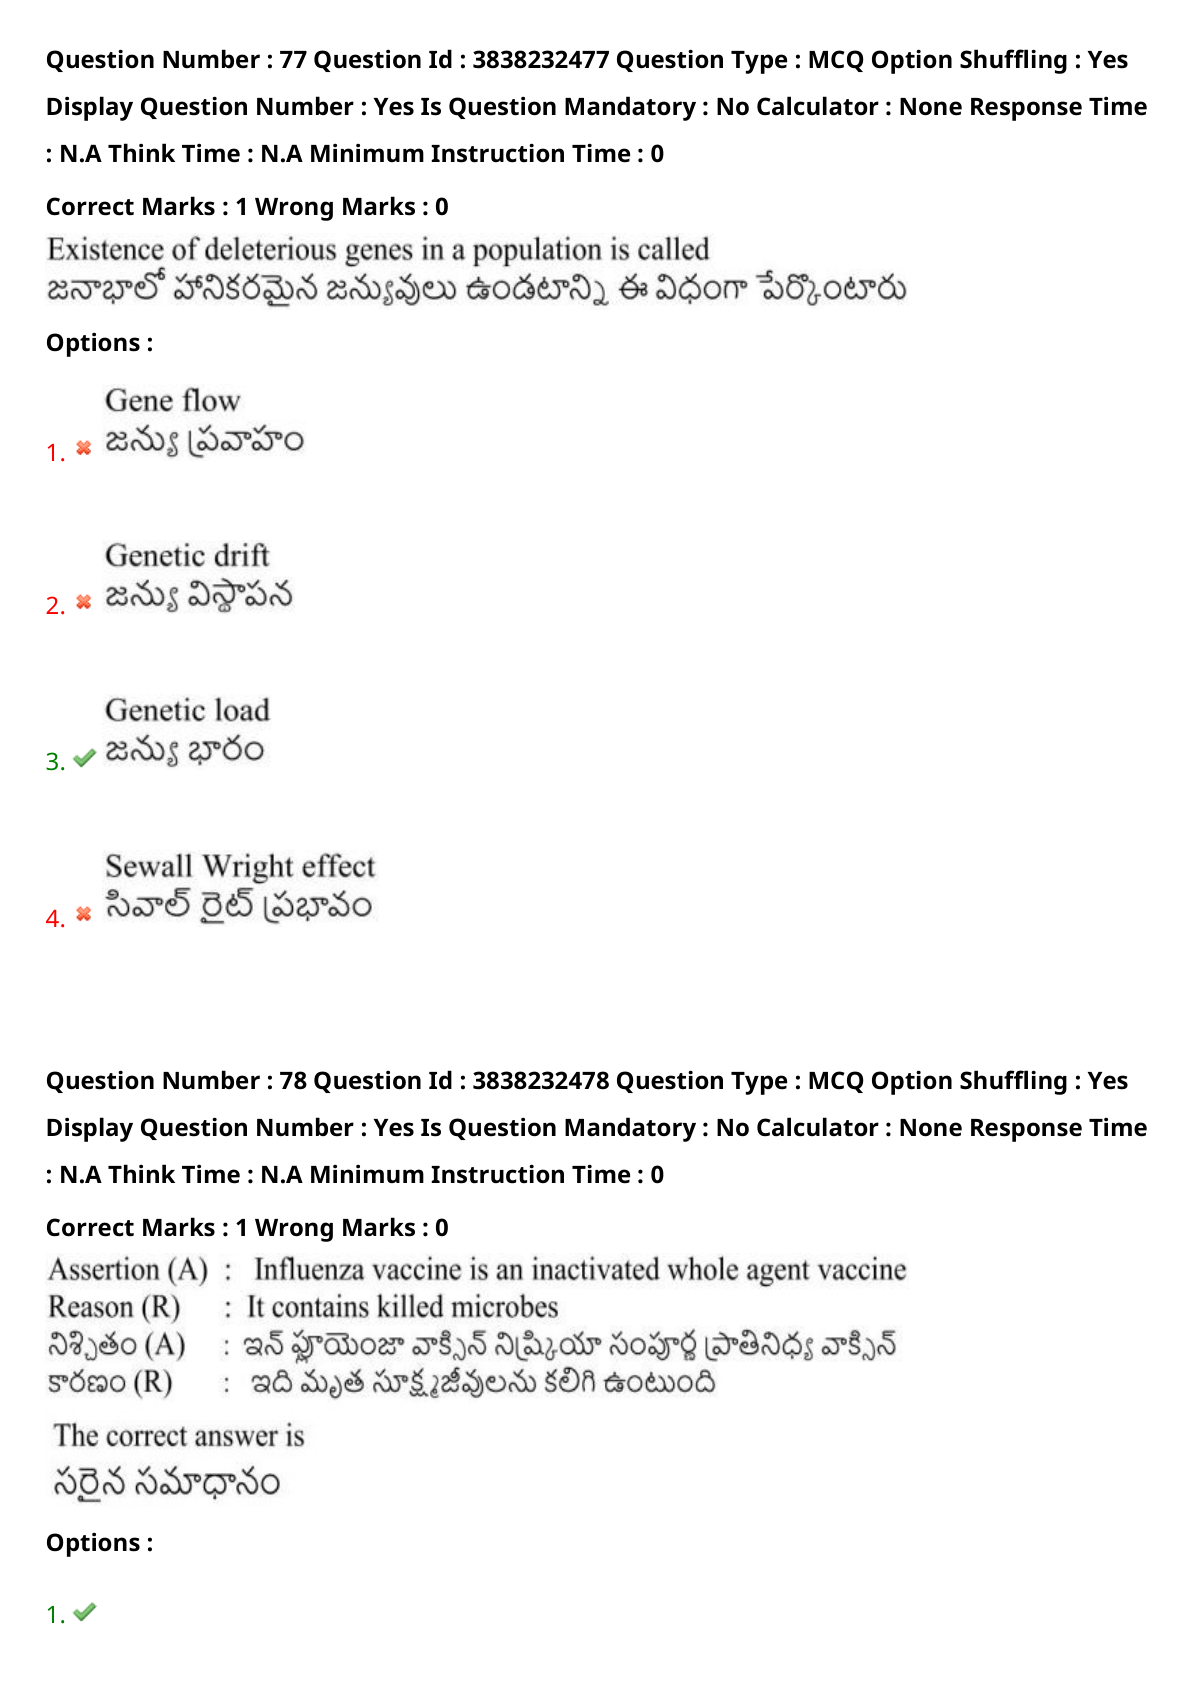 Question Number : 77 Question Id : 3838232477 Question Type : MCQ Option Shuffling : Yes
Display Question Number : Yes Is Question Mandatory : No Calculator : None Response Time
: N.A Think Time : N.A Minimum Instruction Time : 0
Correct Marks : 1 Wrong Marks : 0
Existence of deleterious genes in a population is called
జనాభాలో హానికరమైన జన్యువులు ఉండటాన్ని ఈ విధంగా పేర్కొంటారు
Options :
Gene flow
1. జన్యు ప్రవాహం
Genetic drift
2. జన్యు విస్థాపన
Genetic load
3. జన్యు భారం
Sewall Wright effect
4. సివాల్ రైట్ ప్రభావం
Question Number : 78 Question Id : 3838232478 Question Type : MCQ Option Shuffling : Yes
Display Question Number : Yes Is Question Mandatory : No Calculator : None Response Time
: N.A Think Time : N.A Minimum Instruction Time : 0
Correct Marks : 1 Wrong Marks : 0
Assertion (A) : Influenza vaccine is an inactivated whole agent vaccine
Reason (R) : It contains killed microbes
నిశ్చితం (A) : ఇన్ ఫ్లూయెంజా వాక్సిన్ నిష్క్రియా సంపూర్ణ ప్రాతినిధ్య వాక్సిన్
కారణం (R) : ఇది మృత సూక్ష్మజీవులను కలిగి ఉంటుంది
The correct answer is
సరైన సమాధానం
Options :
1.